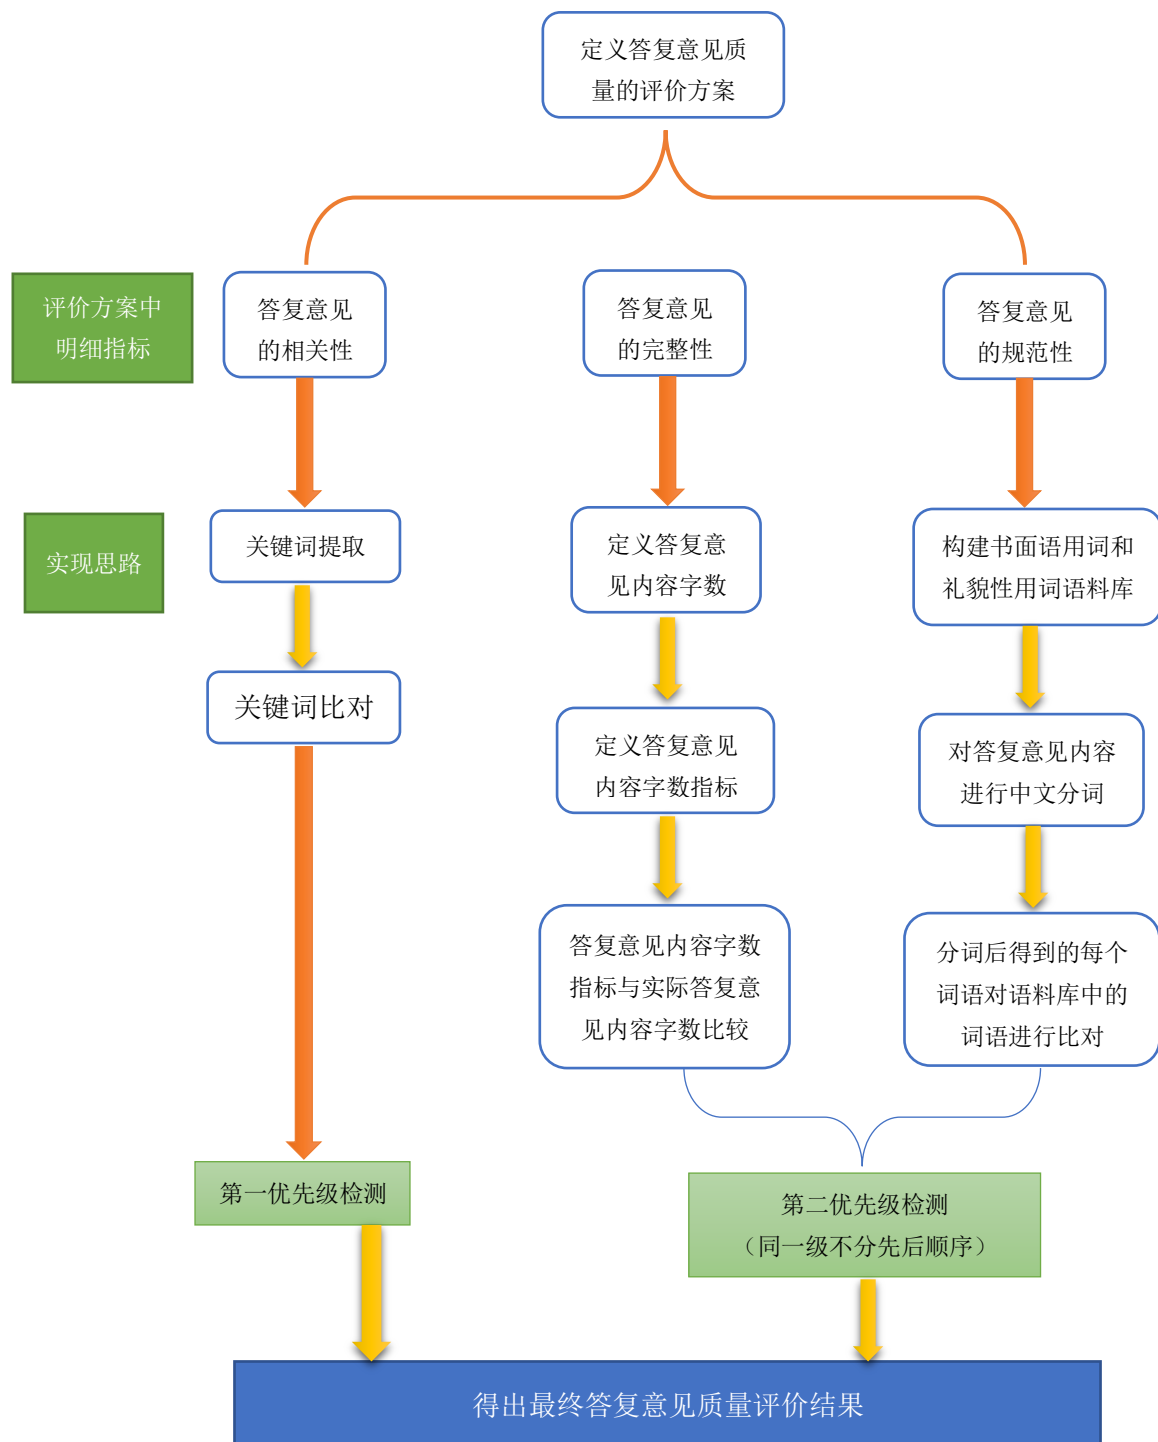 定义答复意见质
量的评价方案
评价方案中
明细指标
答复意见
的相关性
答复意见
的完整性
答复意见
的规范性
实现思路
关键词提取
定义答复意
见内容字数
构建书面语用词和
礼貌性用词语料库
关键词比对
定义答复意见
内容字数指标
对答复意见内容
进行中文分词
答复意见内容字数
指标与实际答复意
见内容字数比较
分词后得到的每个
词语对语料库中的
词语进行比对
第一优先级检测
第二优先级检测
（同一级不分先后顺序）
得出最终答复意见质量评价结果